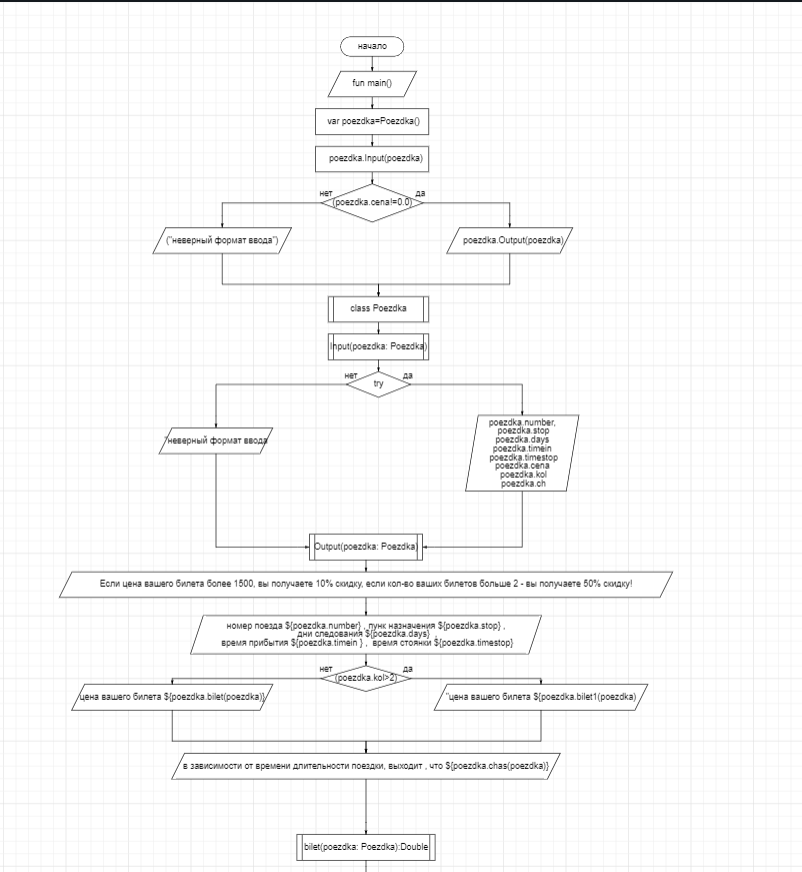 начало
fun main()
var poezdka=Poezdka()
poezdka.Input(poezdka)
нет
да
(poezdka.cena!=0.0)
("неверный формат ввода")
poezdka.Output(poezdka)
class Poezdka
Input(poezdka: Poezdka)
нет
да
try
"неверный формат ввода
poezdka.number,
poezdka.stop
poezdka.days
poezdka.timein
poezdka.timestop
poezdka.cena
poezdka.kol
poezdka.ch
Output(poezdka: Poezdka)
Если цена вашего билета более 1500, вы получаете 10% скидку, если кол-во ваших билетов больше 2 - вы получаете 50% скидку!
номер поезда ${poezdka.number} , пунк назначения ${poezdka.stop} ,
дни следования ${poezdka.days} ,
время прибытия ${poezdka.timein } , время стоянки ${poezdka.timestop}
нет
да
(poezdka.kol>2)
цена вашего билета ${poezdka.bilet(poezdka)}
"цена вашего билета ${poezdka.bilet1(poezdka)
в зависимости от времени длительности поездки, выходит , что ${poezdka.chas(poezdka)}
bilet(poezdka: Poezdka):Double